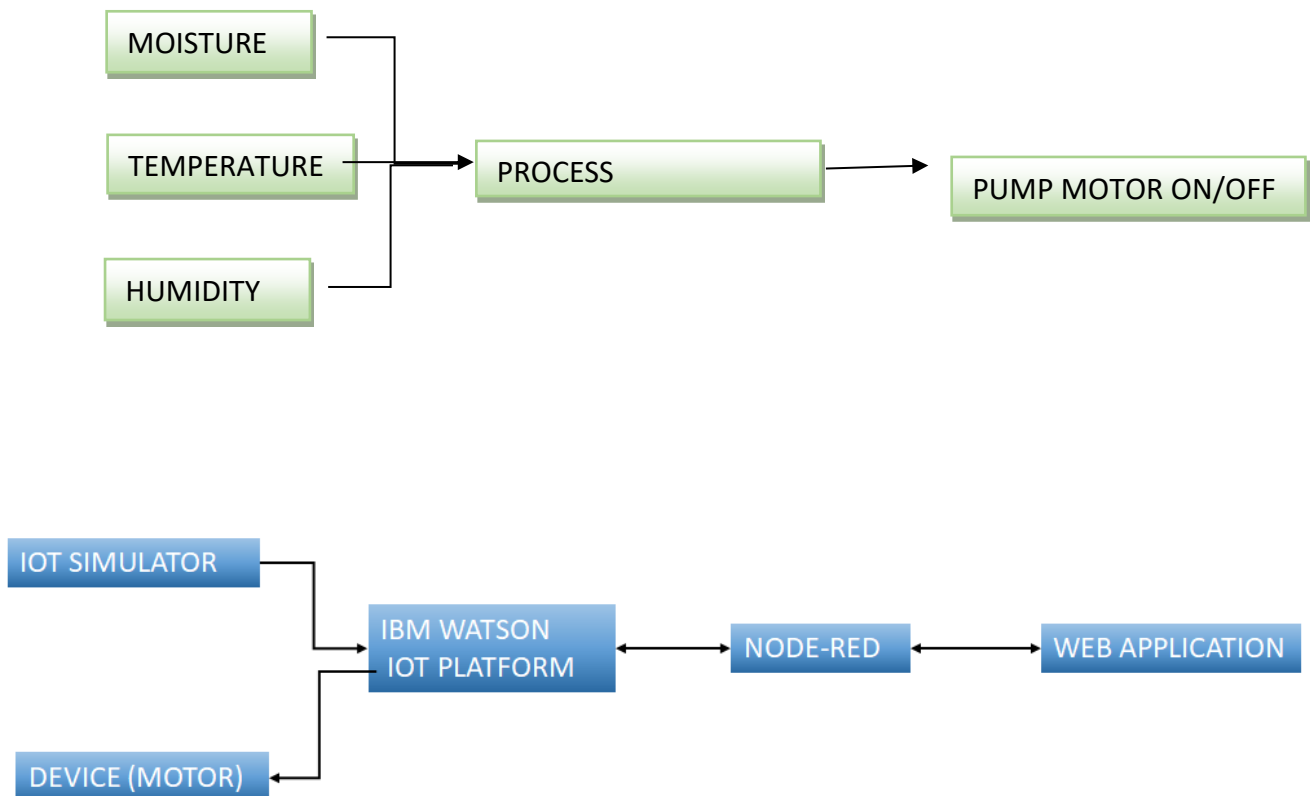 MOISTURE
TEMPERATURE
PROCESS
PUMP MOTOR ON/OFF
HUMIDITY
IOT SIMULATOR
IBM WATSON
IOT PLATFORM
NODE-RED
WEB APPLICATION
DEVICE (MOTOR)